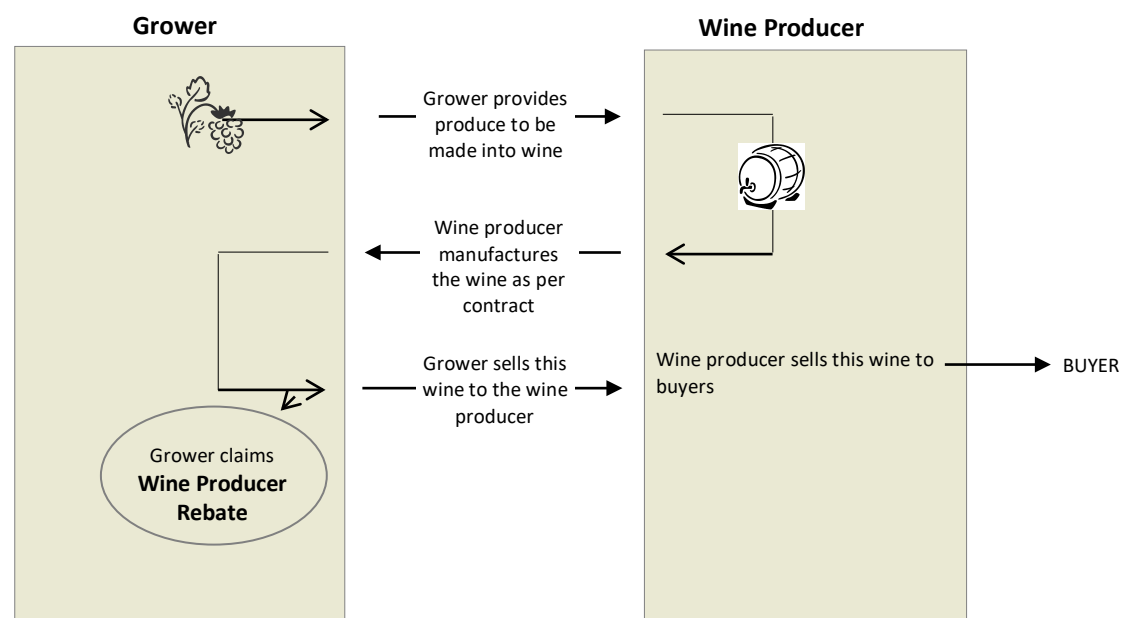 Grower
Wine Producer
Grower provides
produce to be
made into wine
Wine producer
manufactures
the wine as per
contract
Grower sells this
wine to the wine
producer
Wine producer sells this wine to
buyers
BUYER
Grower claims
Wine Producer
Rebate